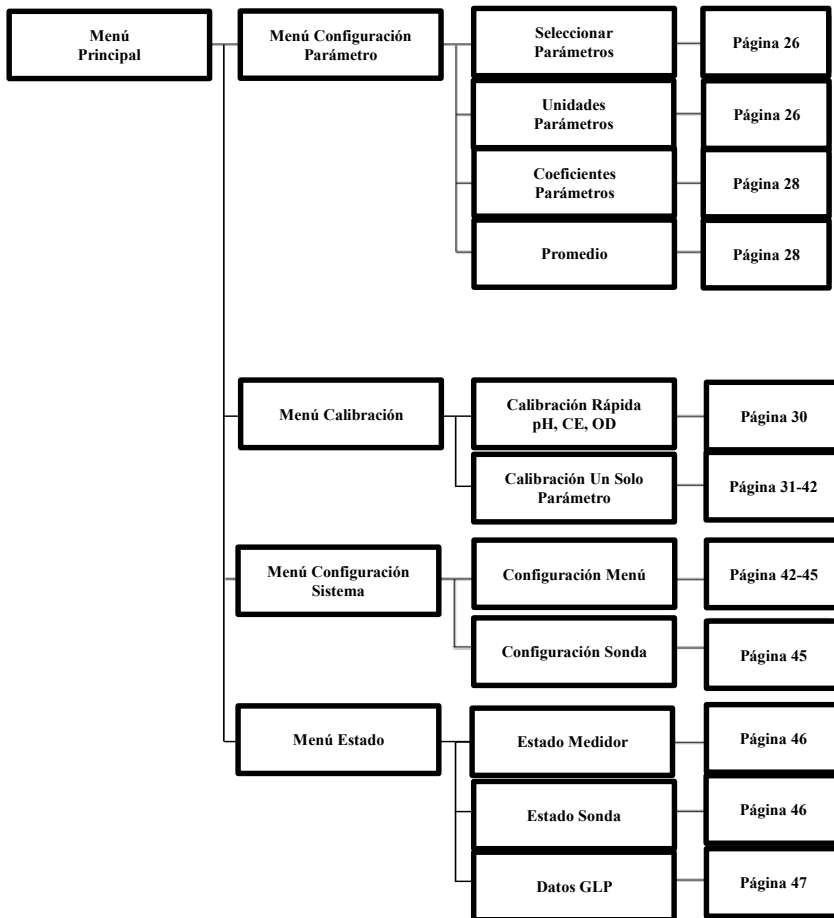 Menú
Principal
Menú Configuración
Parámetro
Seleccionar
Parámetros
Página 26
Unidades
Parámetros
Página 26
Coeficientes
Parámetros
Página 28
Promedio
Página 28
Menú Calibración
Calibración Rápida
pH, CE, OD
Página 30
Calibración Un Solo
Parámetro
Página 31-42
Menú Configuración
Sistema
Configuración Menú
Página 42-45
Configuración Sonda
Página 45
Menú Estado
Estado Medidor
Página 46
Estado Sonda
Página 46
Datos GLP
Página 47